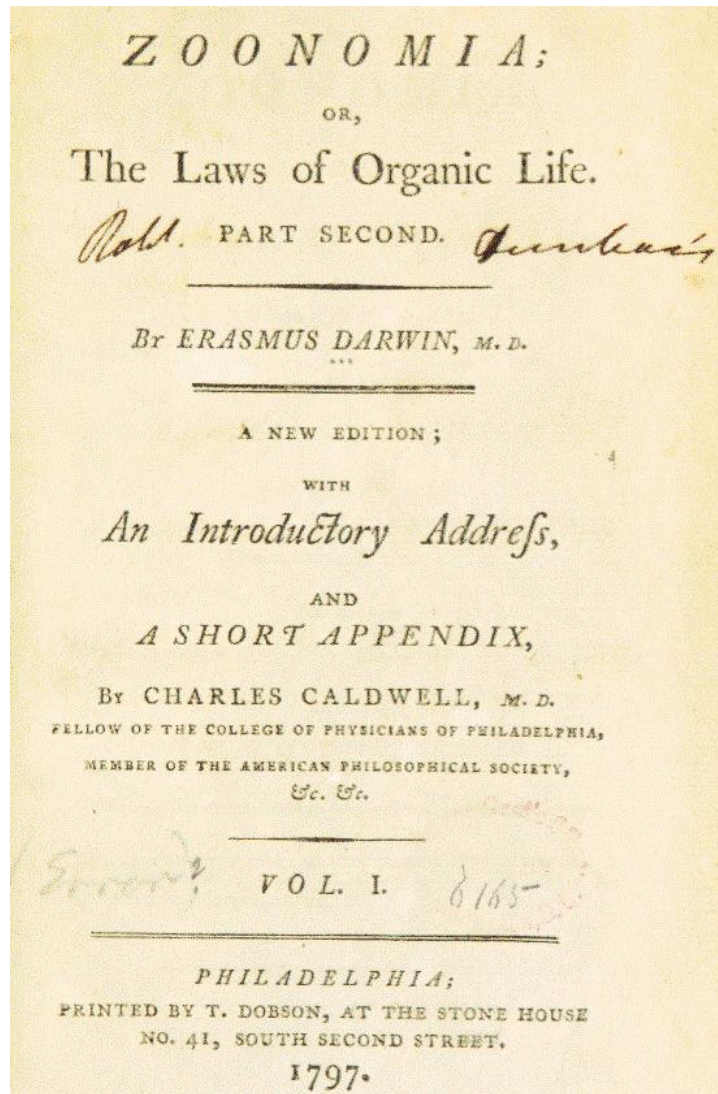 ZOONOMIA;
OR,
The Laws of Organic Life.
Robt. PART SECOND. Dunbar's
By ERASMUS DARWIN, M. D.
A NEW EDITION;
WITH
An Introductory Addreſs,
AND
A SHORT APPENDIX,
By CHARLES CALDWELL, M. D.
FELLOW OF THE COLLEGE OF PHYSICIANS OF PHILADELPHIA,
MEMBER OF THE AMERICAN PHILOSOPHICAL SOCIETY,
&c. &c.
VOL. I.
PHILADELPHIA;
PRINTED BY T. DOBSON, AT THE STONE HOUSE
NO. 41, SOUTH SECOND STREET.
1797.